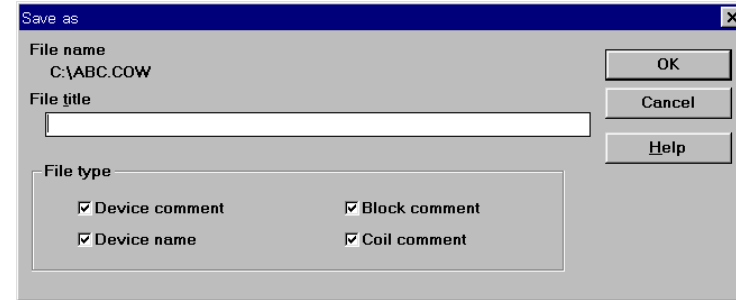 Save as
File name
C:\ABC.COW
OK
File title
Cancel
Help
File type
Device comment
Block comment
Device name
Coil comment